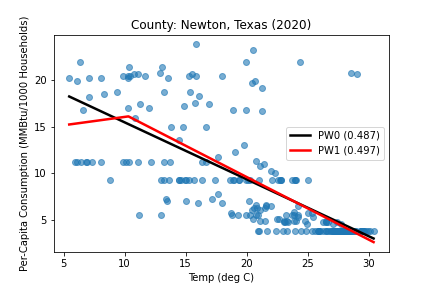 County: Newton, Texas (2020)
Per-Capita Consumption (MMBtu/1000 Households)
20
15
10
5
PW0 (0.487)
PW1 (0.497)
5 10 15 20 25 30
Temp (deg C)